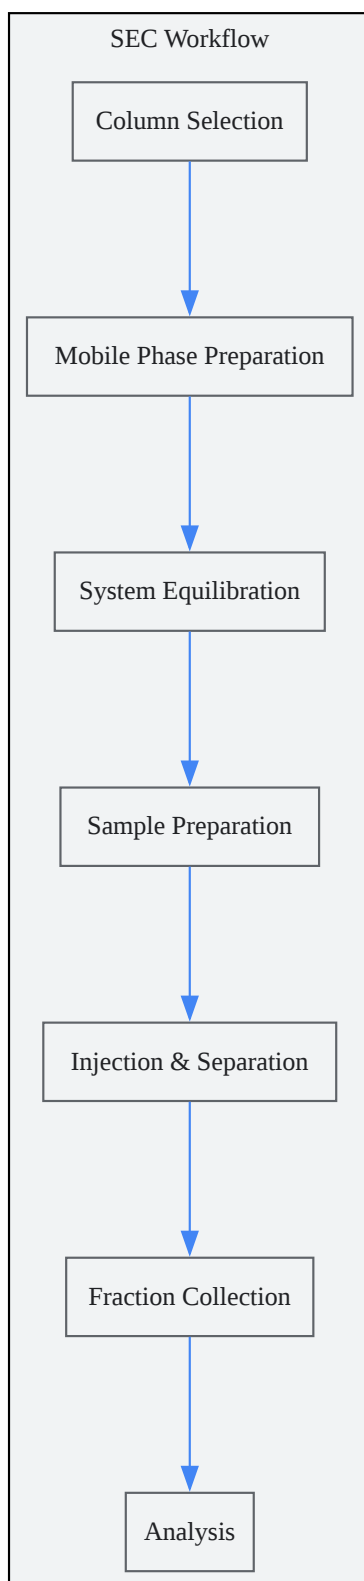 SEC Workflow
Column Selection
Mobile Phase Preparation
System Equilibration
Sample Preparation
Injection & Separation
Fraction Collection
Analysis